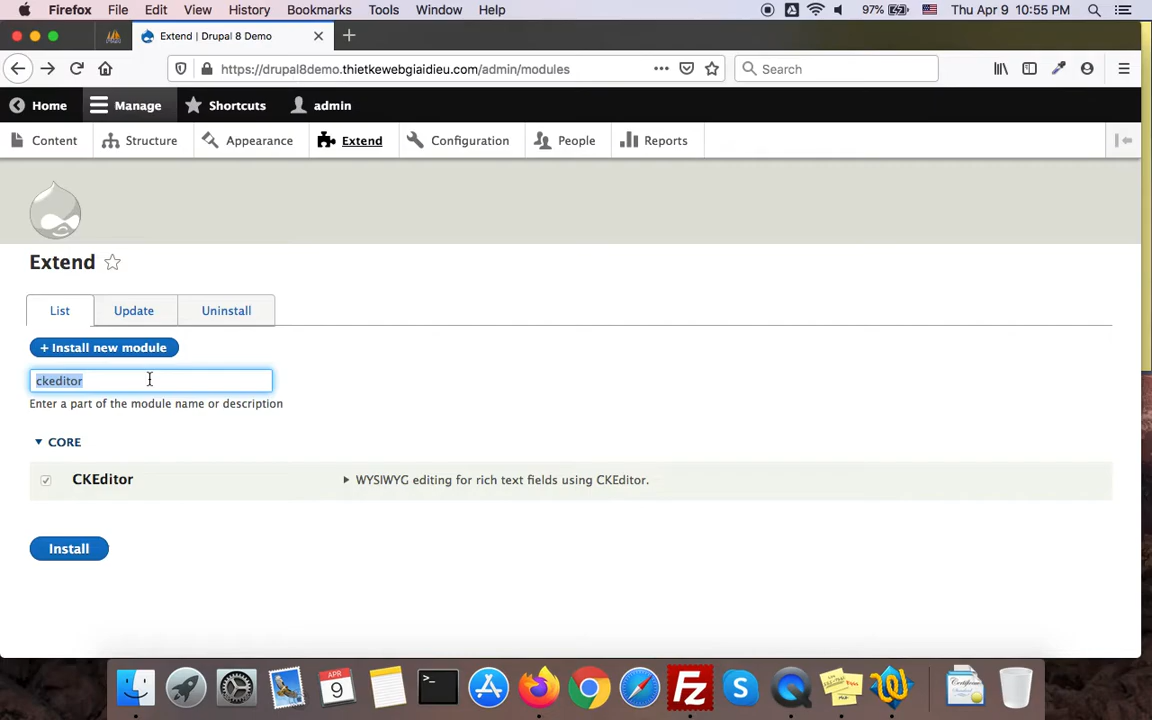 Firefox File Edit View History Bookmarks Tools Window Help 97% Thu Apr 9 10:55 PM
Extend | Drupal 8 Demo
https://drupal8demo.thietkewebgiaidieu.com/admin/modules Search
Home Manage Shortcuts admin
Content Structure Appearance Extend Configuration People Reports
Extend
List Update Uninstall
+ Install new module
ckeditor
Enter a part of the module name or description
CORE
CKEditor WYSIWYG editing for rich text fields using CKEditor.
Install
APR
9